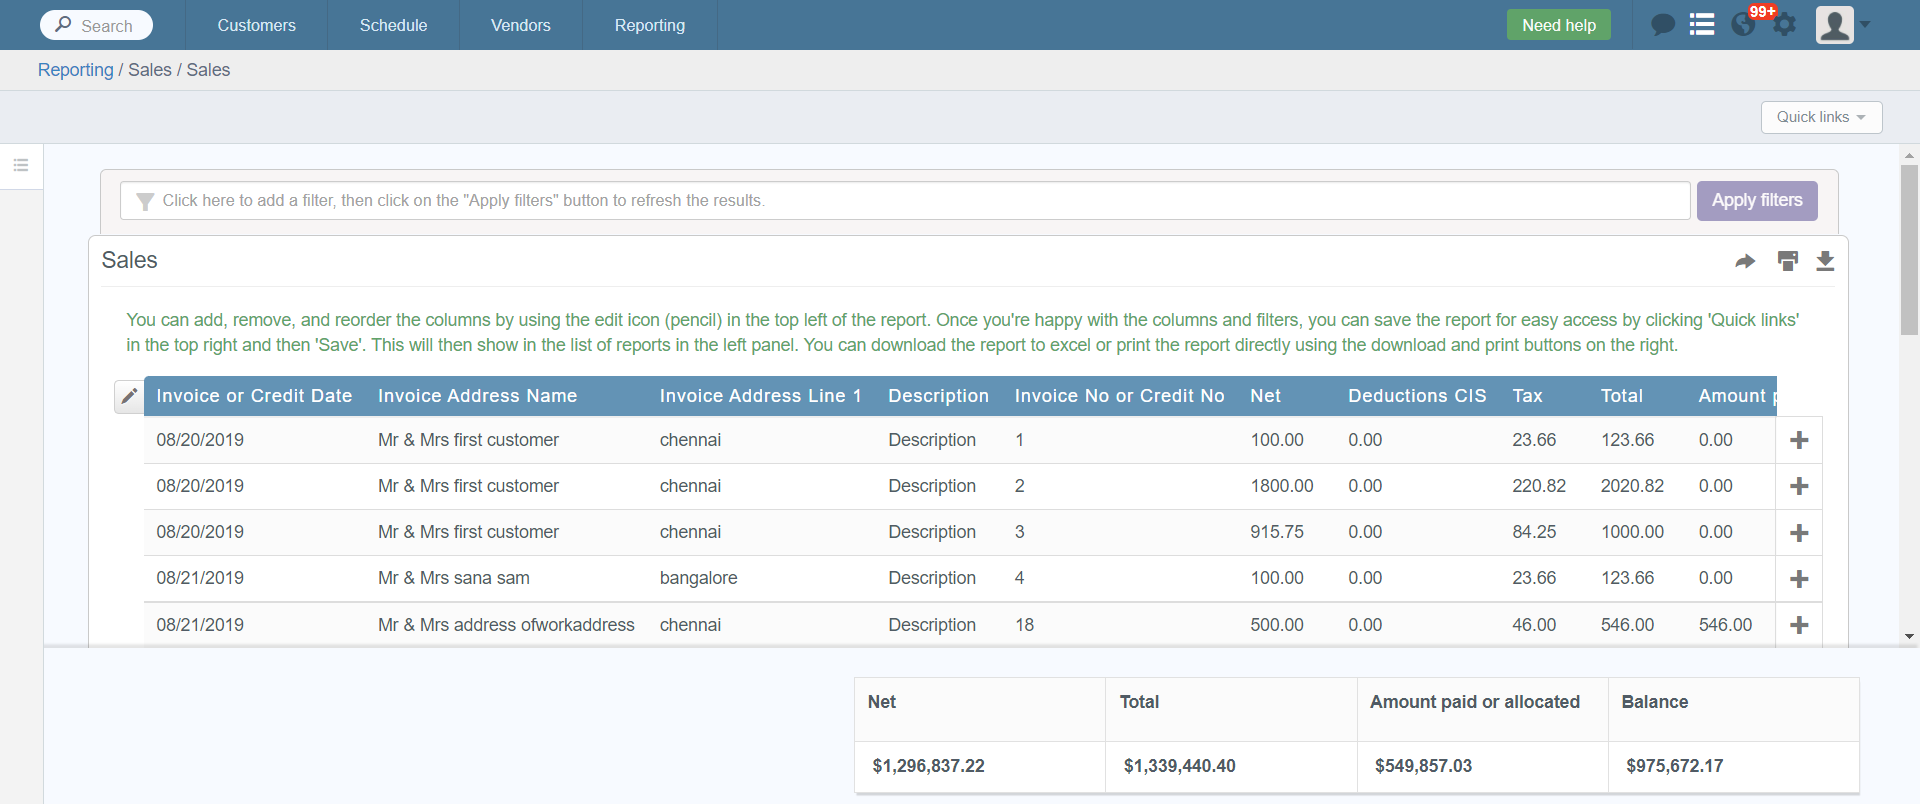 Search Customers Schedule Vendors Reporting Need help 99+
Reporting / Sales / Sales
Quick links
Click here to add a filter, then click on the "Apply filters" button to refresh the results. Apply filters
Sales
You can add, remove, and reorder the columns by using the edit icon (pencil) in the top left of the report. Once you're happy with the columns and filters, you can save the report for easy access by clicking 'Quick links'
in the top right and then 'Save'. This will then show in the list of reports in the left panel. You can download the report to excel or print the report directly using the download and print buttons on the right.
Invoice or Credit Date Invoice Address Name Invoice Address Line 1 Description Invoice No or Credit No Net Deductions CIS Tax Total Amount
08/20/2019 Mr & Mrs first customer chennai Description 1 100.00 0.00 23.66 123.66 0.00
08/20/2019 Mr & Mrs first customer chennai Description 2 1800.00 0.00 220.82 2020.82 0.00
08/20/2019 Mr & Mrs first customer chennai Description 3 915.75 0.00 84.25 1000.00 0.00
08/21/2019 Mr & Mrs sana sam bangalore Description 4 100.00 0.00 23.66 123.66 0.00
08/21/2019 Mr & Mrs address ofworkaddress chennai Description 18 500.00 0.00 46.00 546.00 546.00
Net Total Amount paid or allocated Balance
$1,296,837.22 $1,339,440.40 $549,857.03 $975,672.17